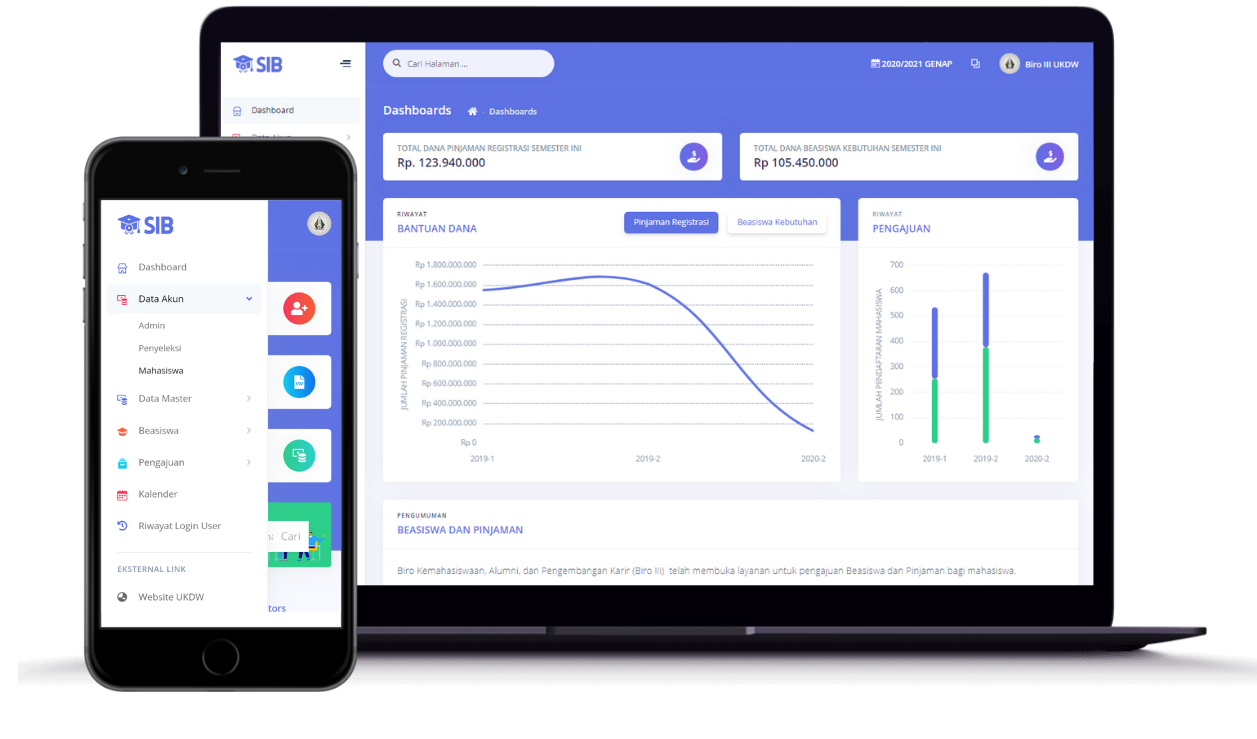 SIB
Cari Halaman ...
2020/2021 GENAP
Biro III UKDW
Dashboard
Dashboards
- Dashboards
TOTAL DANA PINJAMAN REGISTRASI SEMESTER INI
Rp. 123.940.000
TOTAL DANA BEASISWA KEBUTUHAN SEMESTER INI
Rp 105.450.000
RIWAYAT
BANTUAN DANA
Pinjaman Registrasi
Beasiswa Kebutuhan
JUMLAH PINJAMAN REGISTRASI
Rp 1.800.000.000
Rp 1.600.000.000
Rp 1.400.000.000
Rp 1.200.000.000
Rp 1.000.000.000
Rp 800.000.000
Rp 600.000.000
Rp 400.000.000
Rp 200.000.000
Rp 0
2019-1 2019-2 2020-2
RIWAYAT
PENGAJUAN
JUMLAH PENDAFTARAN MAHASISWA
700
600
500
400
300
200
100
0
2019-1 2019-2 2020-2
PENGUMUMAN
BEASISWA DAN PINJAMAN
Biro Kemahasiswaan, Alumni, dan Pengembangan Karir (Biro III) telah membuka layanan untuk pengajuan Beasiswa dan Pinjaman bagi mahasiswa.
SIB
Dashboard
Data Akun
Admin
Penyeleksi
Mahasiswa
Data Master
Beasiswa
Pengajuan
Kalender
Riwayat Login User
EKSTERNAL LINK
Website UKDW
Cari
tors